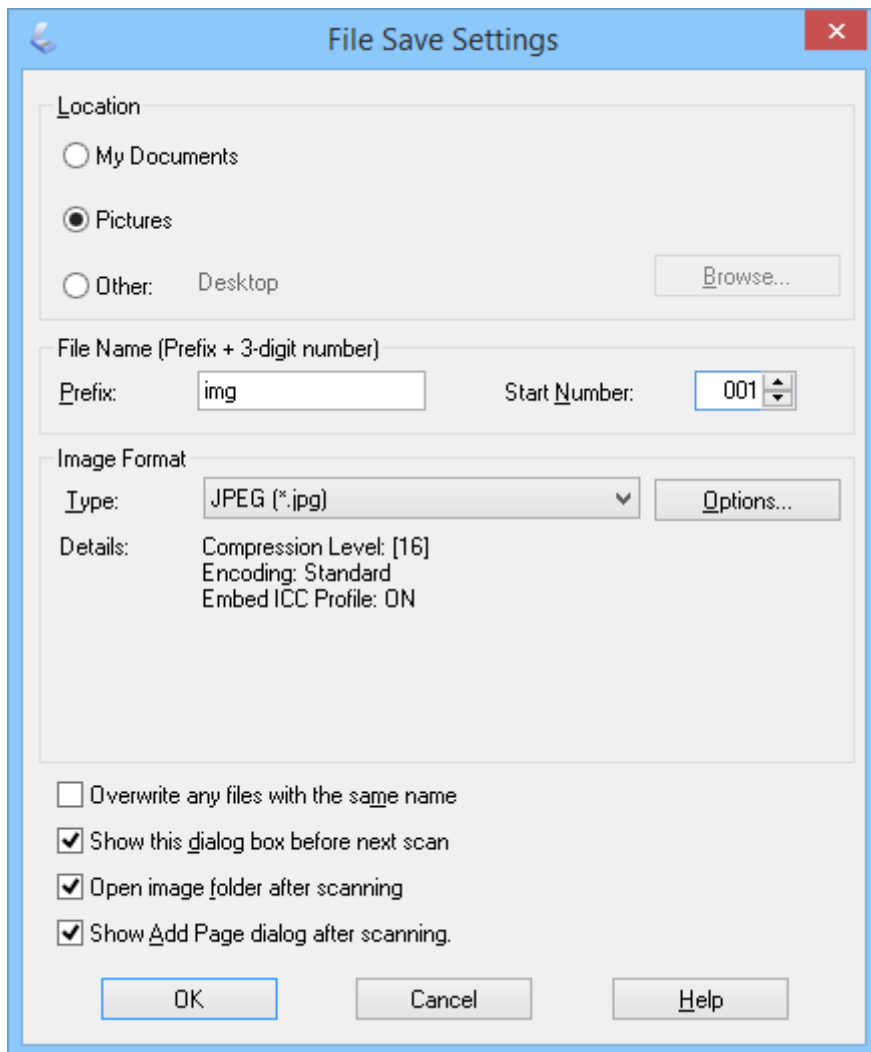 File Save Settings
Location
My Documents
Pictures
Other: Desktop Browse...
File Name (Prefix + 3-digit number)
Prefix: img Start Number: 001
Image Format
Type: JPEG (*.jpg) Options...
Details: Compression Level: [16]
Encoding: Standard
Embed ICC Profile: ON
Overwrite any files with the same name
Show this dialog box before next scan
Open image folder after scanning
Show Add Page dialog after scanning.
OK Cancel Help